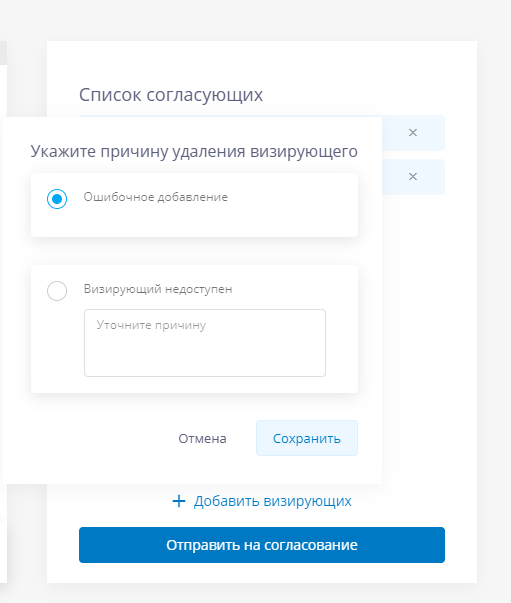 Список согласующих
Укажите причину удаления визирующего
Ошибочное добавление
Визирующий недоступен
Уточните причину
Отмена
Сохранить
+ Добавить визирующих
Отправить на согласование